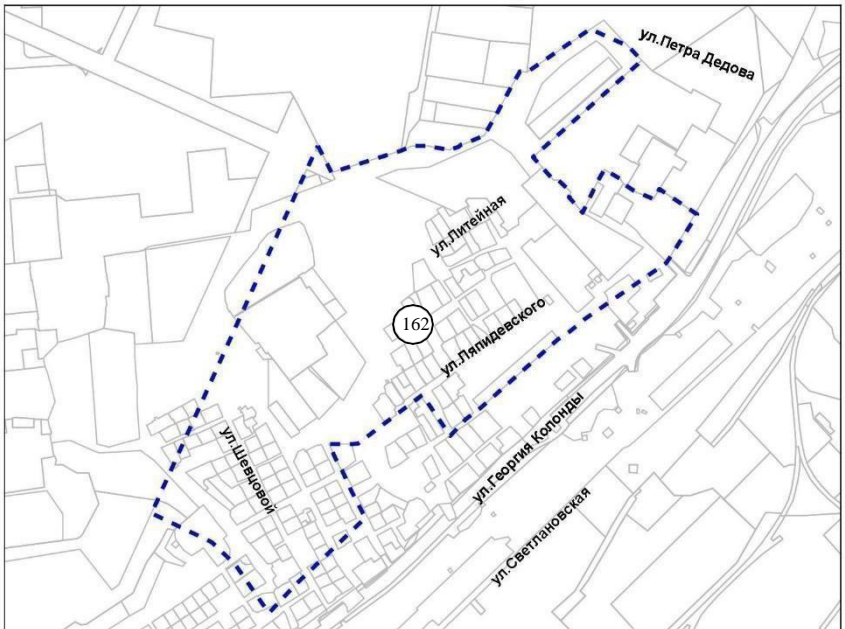 ул.Петра Дедова
ул.Литейная
162
ул.Ляпидевского
ул.Шевцовой
ул.Георгия Колонды
ул.Светлановская